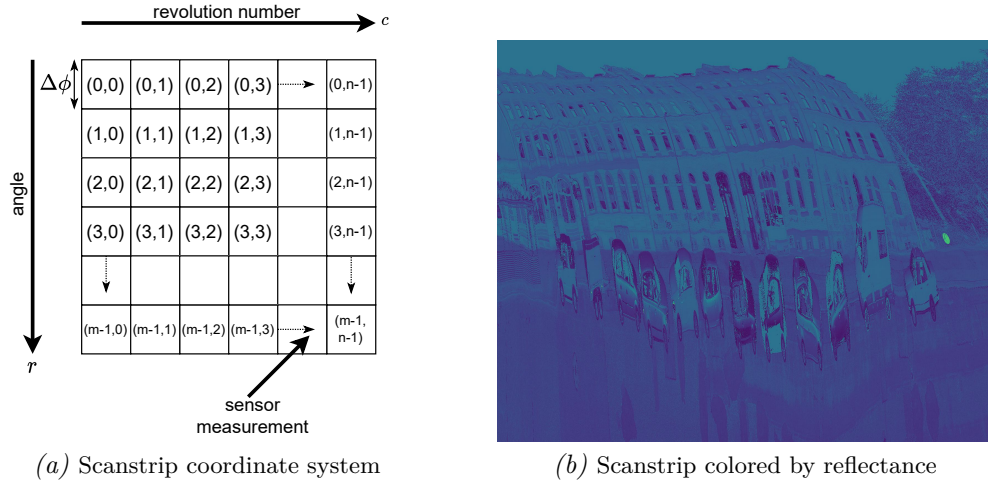 revolution number
c
Δϕ
(0,0) (0,1) (0,2) (0,3) (0,n-1)
(1,0) (1,1) (1,2) (1,3) (1,n-1)
(2,0) (2,1) (2,2) (2,3) (2,n-1)
(3,0) (3,1) (3,2) (3,3) (3,n-1)
(m-1,0) (m-1,1) (m-1,2) (m-1,3) (m-1,
n-1)
angle
r
sensor
measurement
(a) Scanstrip coordinate system
(b) Scanstrip colored by reflectance